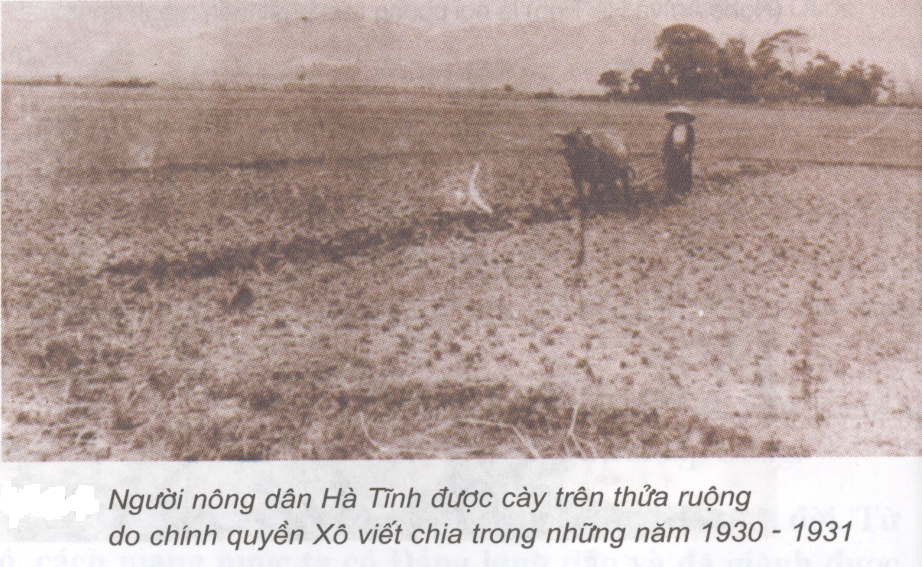 Người nông dân Hà Tĩnh được cày trên thửa ruộng
do chính quyền Xô viết chia trong những năm 1930 - 1931